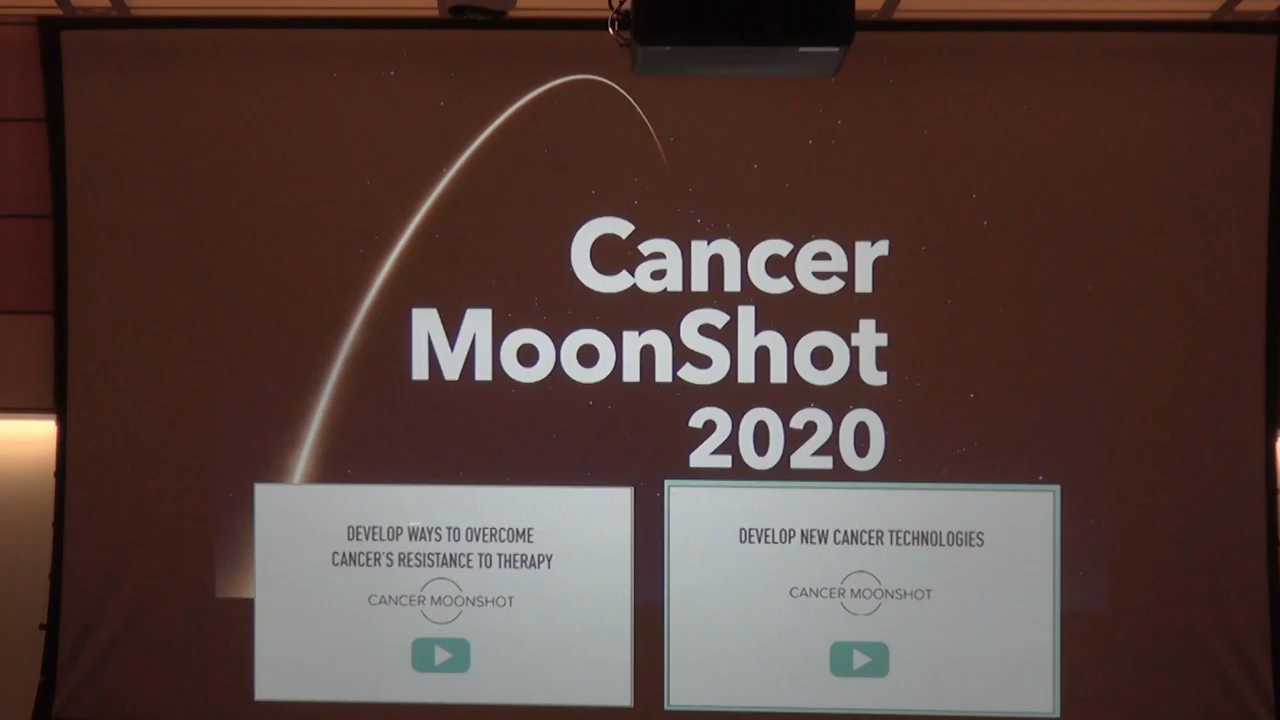 Cancer
MoonShot
2020
DEVELOP WAYS TO OVERCOME
CANCER'S RESISTANCE TO THERAPY
CANCER MOONSHOT
DEVELOP NEW CANCER TECHNOLOGIES
CANCER MOONSHOT